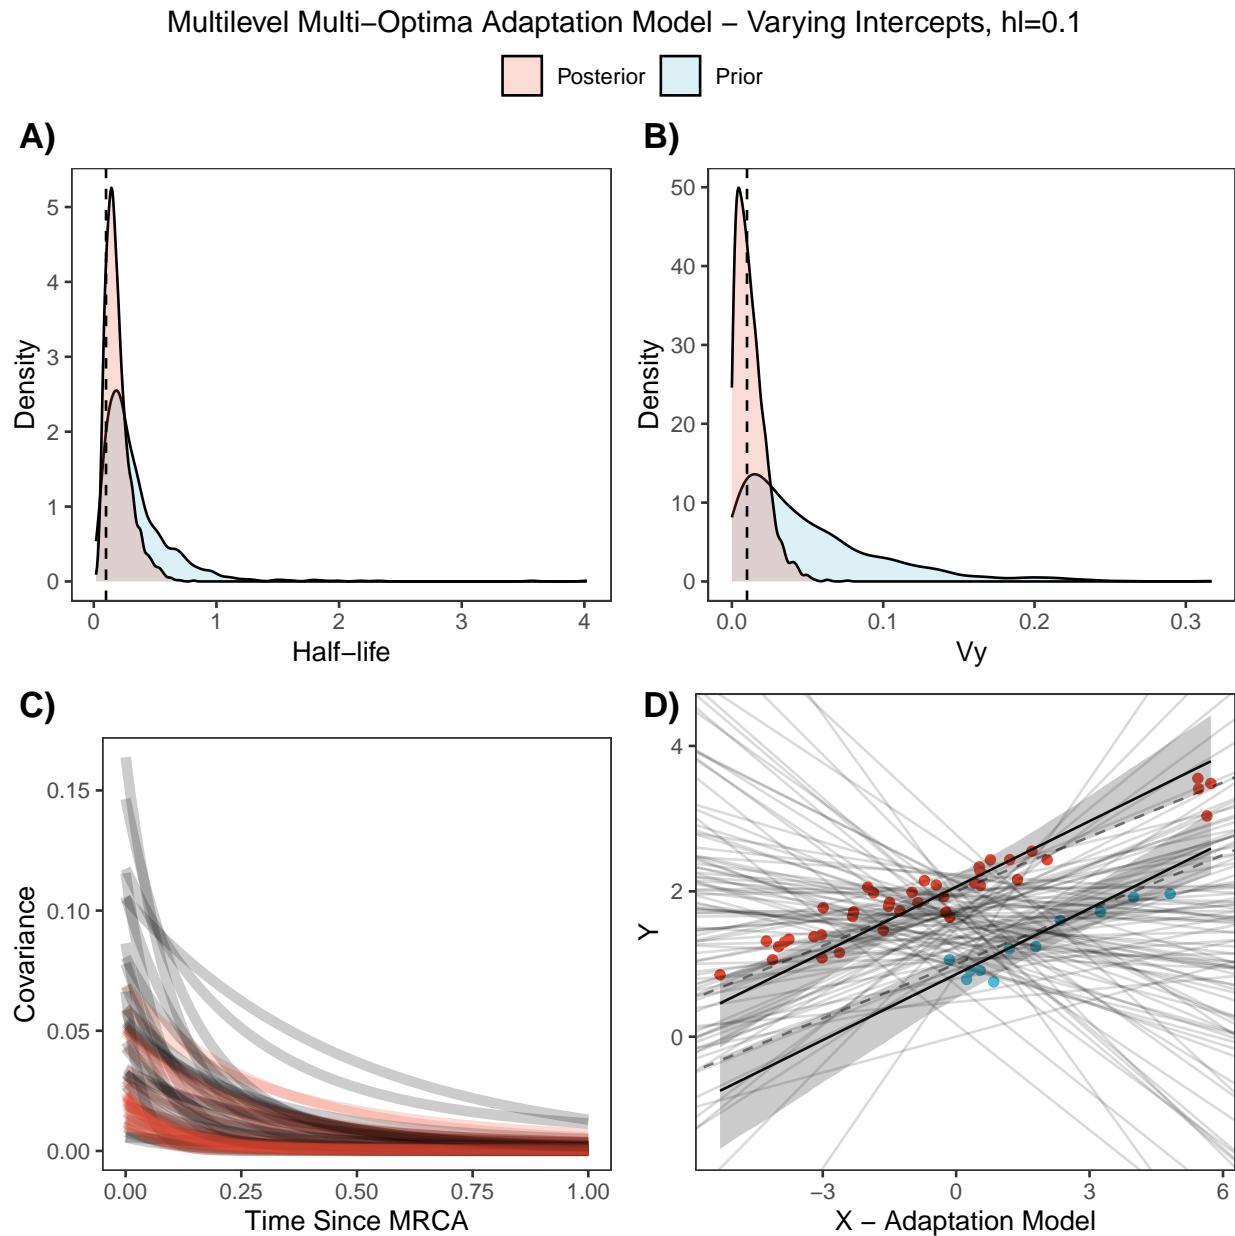 Multilevel Multi−Optima Adaptation Model − Varying Intercepts, hl=0.1
Posterior Prior
A)
5
4
3
2
1
0
Density
0 1 2 3 4
Half−life
B)
50
40
30
20
10
0
Density
0.0 0.1 0.2 0.3
Vy
C)
0.15
0.10
0.05
0.00
Covariance
0.00 0.25 0.50 0.75 1.00
Time Since MRCA
D)
4
2
0
Y
−3 0 3 6
X − Adaptation Model